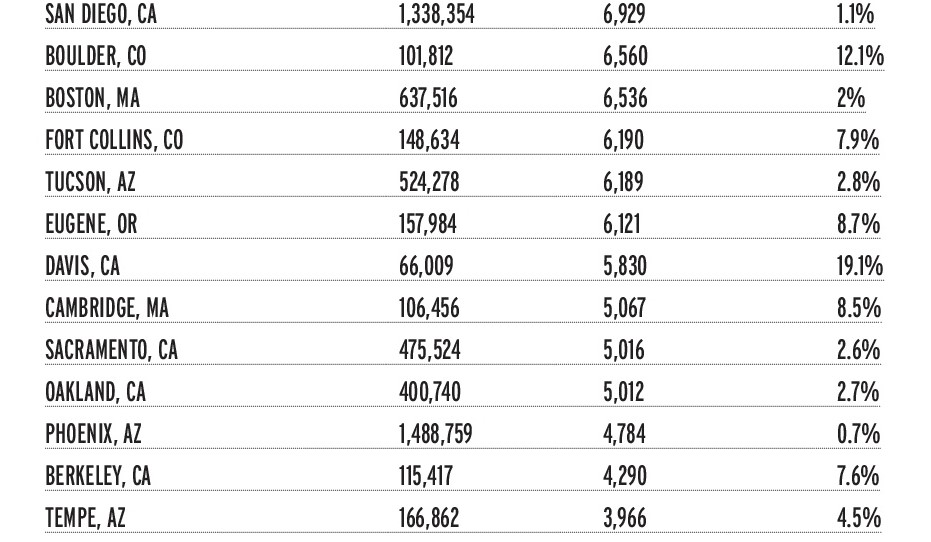 SAN DIEGO, CA 1,338,354 6,929 1.1%
BOULDER, CO 101,812 6,560 12.1%
BOSTON, MA 637,516 6,536 2%
FORT COLLINS, CO 148,634 6,190 7.9%
TUCSON, AZ 524,278 6,189 2.8%
EUGENE, OR 157,984 6,121 8.7%
DAVIS, CA 66,009 5,830 19.1%
CAMBRIDGE, MA 106,456 5,067 8.5%
SACRAMENTO, CA 475,524 5,016 2.6%
OAKLAND, CA 400,740 5,012 2.7%
PHOENIX, AZ 1,488,759 4,784 0.7%
BERKELEY, CA 115,417 4,290 7.6%
TEMPE, AZ 166,862 3,966 4.5%